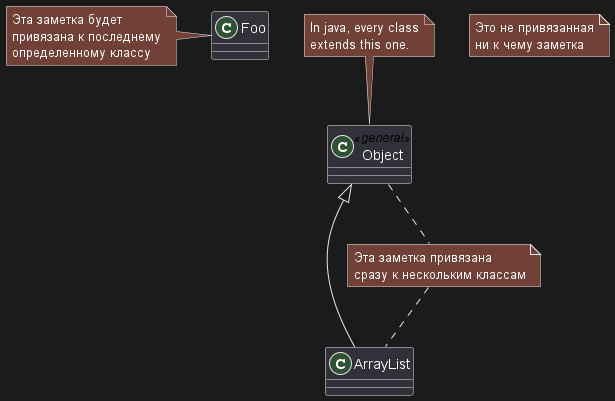 Эта заметка будет
привязана к последнему
определенному классу
C Foo
In java, every class
extends this one.
Это не привязанная
ни к чему заметка
«general»
C Object
Эта заметка привязана
сразу к нескольким классам
C ArrayList